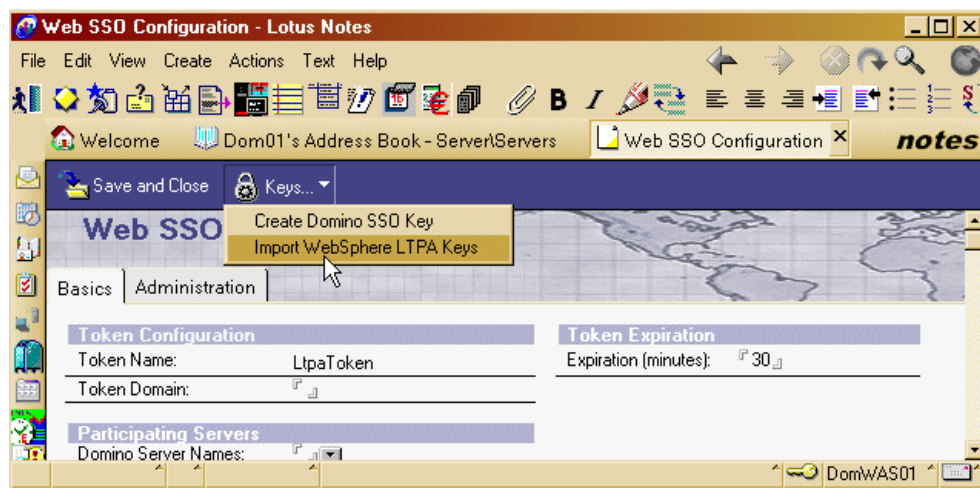 Web SSO Configuration - Lotus Notes
File Edit View Create Actions Text Help
Welcome Dom01's Address Book - Server\Servers Web SSO Configuration notes
Save and Close Keys...
Create Domino SSO Key
Import WebSphere LTPA Keys
Web SSO
Basics Administration
Token Configuration Token Expiration
Token Name: LtpaToken Expiration (minutes): 30
Token Domain:
Participating Servers
Domino Server Names:
DomWAS01